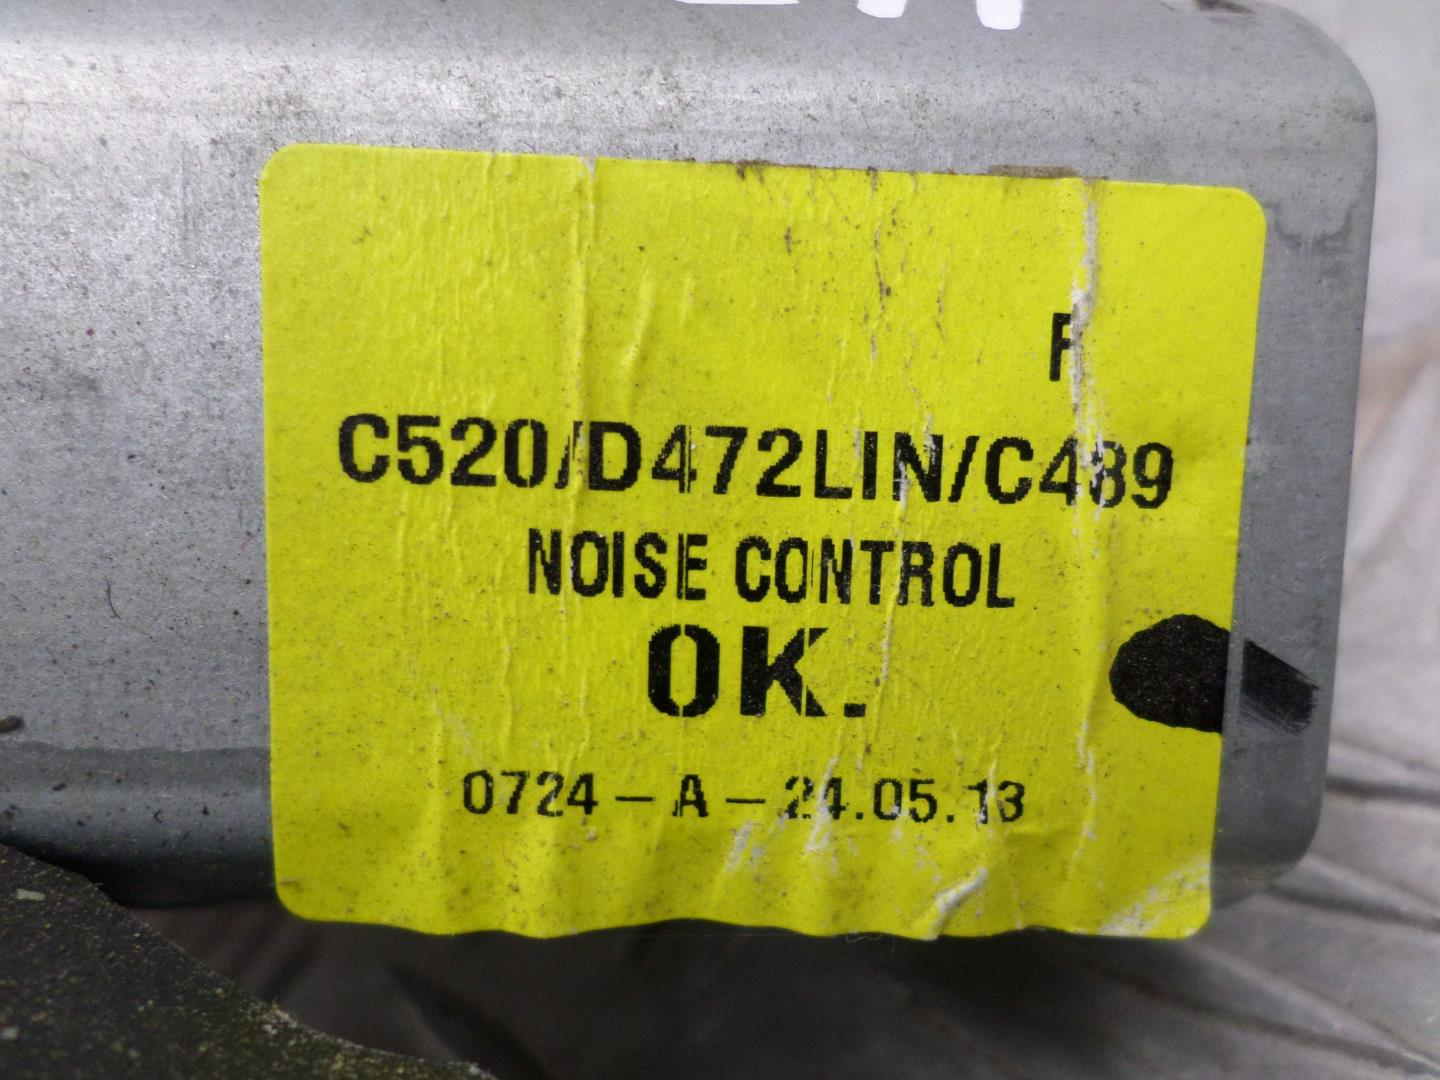 C520/D472LIN/C489
NOISE CONTROL
OK.
0724 - A - 24.05.13